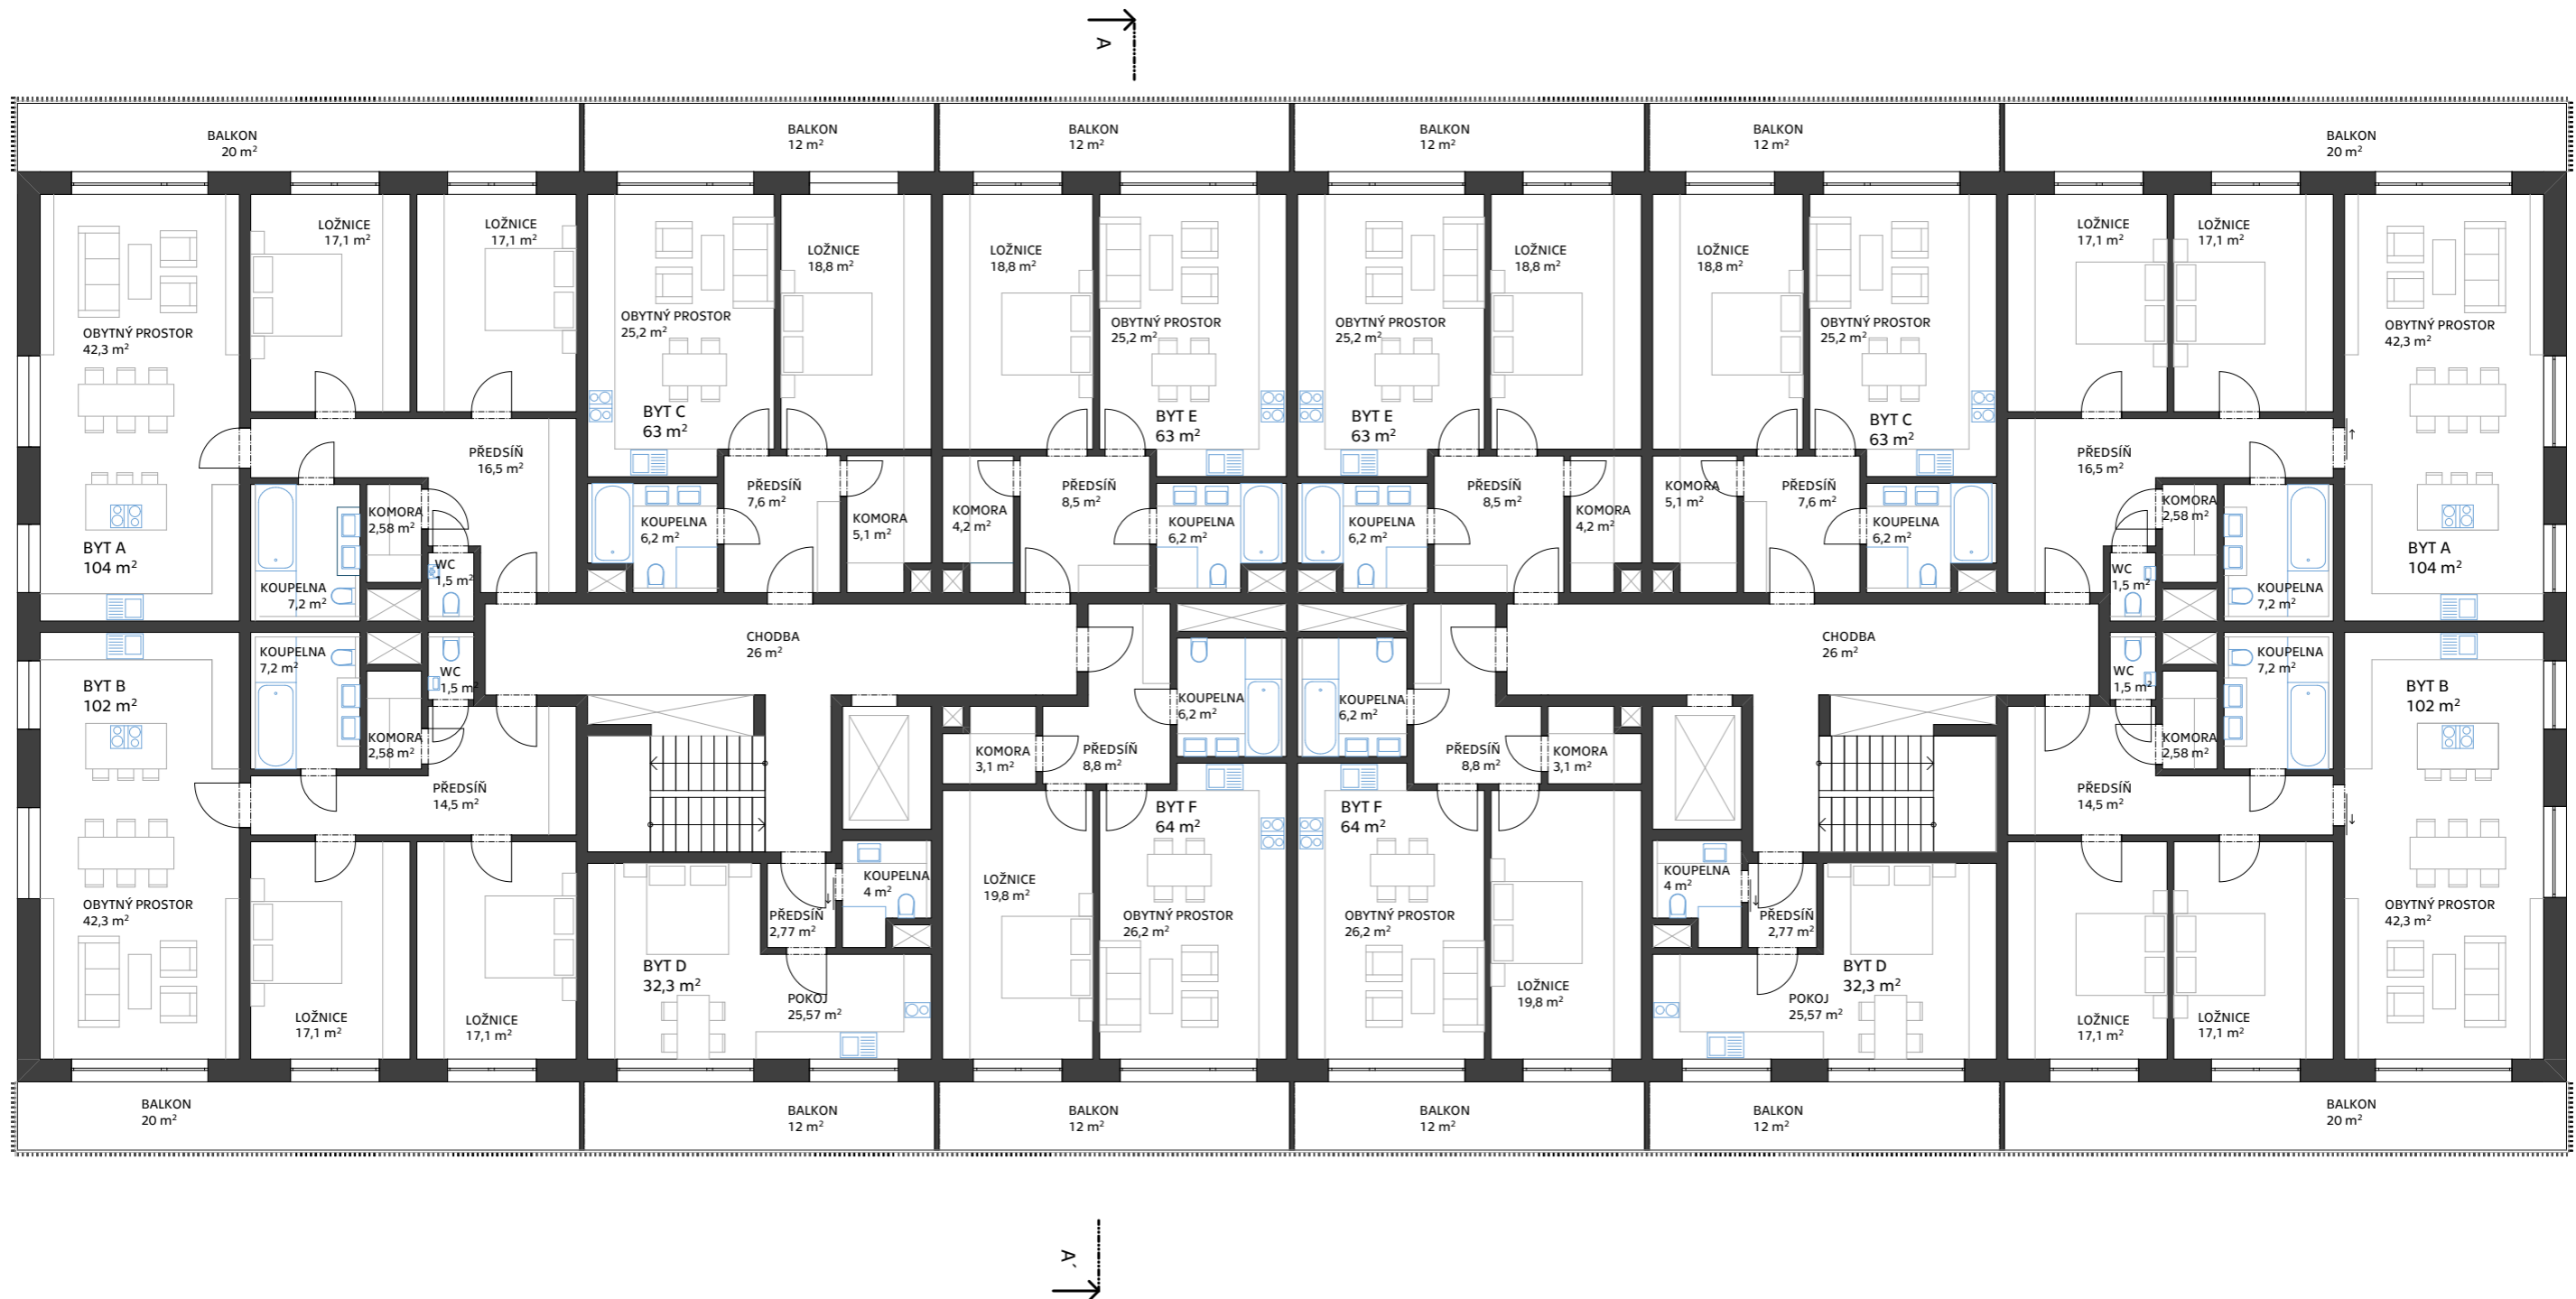 A
BALKON
20 m²
BALKON
12 m²
BALKON
12 m²
BALKON
12 m²
BALKON
12 m²
BALKON
20 m²
LOŽNICE
17,1 m²
LOŽNICE
17,1 m²
OBYTNÝ PROSTOR
42,3 m²
OBYTNÝ PROSTOR
25,2 m²
LOŽNICE
18,8 m²
LOŽNICE
18,8 m²
OBYTNÝ PROSTOR
25,2 m²
OBYTNÝ PROSTOR
25,2 m²
LOŽNICE
18,8 m²
LOŽNICE
18,8 m²
OBYTNÝ PROSTOR
25,2 m²
LOŽNICE
17,1 m²
LOŽNICE
17,1 m²
OBYTNÝ PROSTOR
42,3 m²
BYT C
63 m²
BYT E
63 m²
BYT E
63 m²
BYT C
63 m²
PŘEDSÍŇ
16,5 m²
PŘEDSÍŇ
7,6 m²
PŘEDSÍŇ
8,5 m²
PŘEDSÍŇ
8,5 m²
PŘEDSÍŇ
7,6 m²
PŘEDSÍŇ
16,5 m²
BYT A
104 m²
KOUPELNA
7,2 m²
KOMORA
2,58 m²
WC
1,5 m²
KOUPELNA
6,2 m²
KOMORA
5,1 m²
KOMORA
4,2 m²
KOUPELNA
6,2 m²
KOUPELNA
6,2 m²
KOMORA
4,2 m²
KOMORA
5,1 m²
KOUPELNA
6,2 m²
KOMORA
2,58 m²
WC
1,5 m²
KOUPELNA
7,2 m²
BYT A
104 m²
CHODBA
26 m²
CHODBA
26 m²
BYT B
102 m²
KOUPELNA
7,2 m²
WC
1,5 m²
KOMORA
2,58 m²
PŘEDSÍŇ
14,5 m²
KOMORA
3,1 m²
PŘEDSÍŇ
8,8 m²
KOUPELNA
6,2 m²
KOUPELNA
6,2 m²
PŘEDSÍŇ
8,8 m²
KOMORA
3,1 m²
WC
1,5 m²
KOMORA
2,58 m²
KOUPELNA
7,2 m²
PŘEDSÍŇ
14,5 m²
BYT B
102 m²
BYT F
64 m²
BYT F
64 m²
OBYTNÝ PROSTOR
42,3 m²
KOUPELNA
4 m²
PŘEDSÍŇ
2,77 m²
LOŽNICE
19,8 m²
OBYTNÝ PROSTOR
26,2 m²
OBYTNÝ PROSTOR
26,2 m²
LOŽNICE
19,8 m²
KOUPELNA
4 m²
PŘEDSÍŇ
2,77 m²
OBYTNÝ PROSTOR
42,3 m²
LOŽNICE
17,1 m²
LOŽNICE
17,1 m²
BYT D
32,3 m²
POKOJ
25,57 m²
POKOJ
25,57 m²
BYT D
32,3 m²
LOŽNICE
17,1 m²
LOŽNICE
17,1 m²
BALKON
20 m²
BALKON
12 m²
BALKON
12 m²
BALKON
12 m²
BALKON
12 m²
BALKON
20 m²
A´